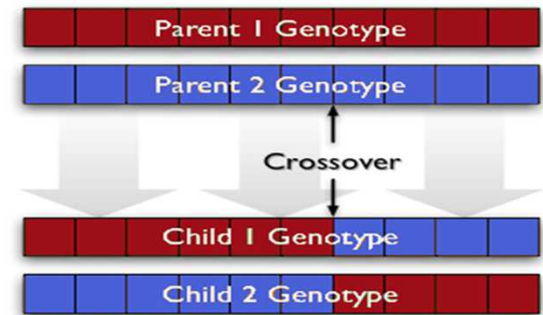 Parent 1 Genotype
Parent 2 Genotype
Crossover
Child 1 Genotype
Child 2 Genotype